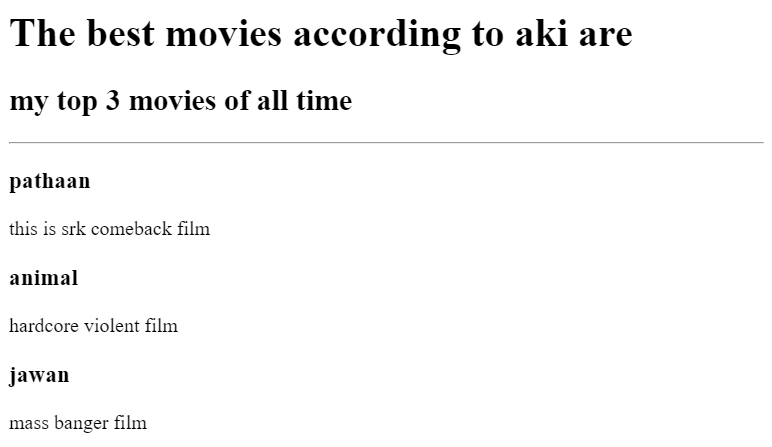 The best movies according to aki are
my top 3 movies of all time
pathaan
this is srk comeback film
animal
hardcore violent film
jawan
mass banger film